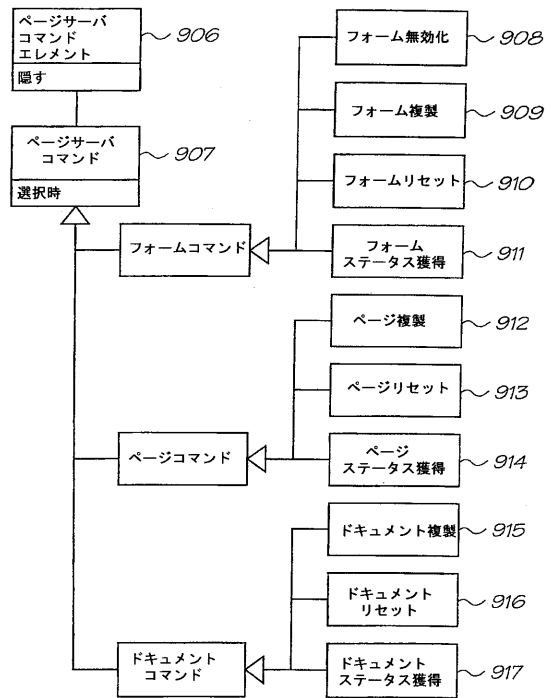 ページサーバ
コマンド
エレメント
隠す
906
ページサーバ
コマンド
選択時
907
フォームコマンド
フォーム無効化
908
フォーム複製
909
フォームリセット
910
フォーム
ステータス獲得
911
ページコマンド
ページ複製
912
ページリセット
913
ページ
ステータス獲得
914
ドキュメント
コマンド
ドキュメント複製
915
ドキュメント
リセット
916
ドキュメント
ステータス獲得
917